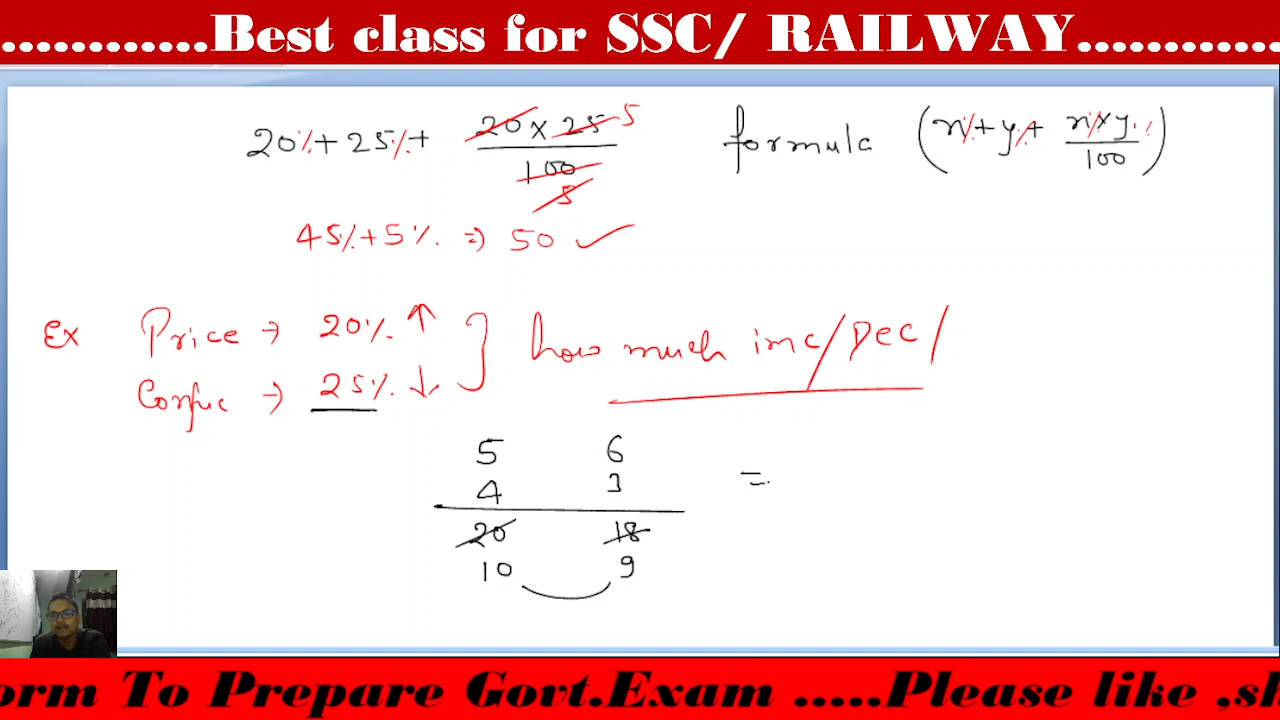 ............Best class for SSC/ RAILWAY............
20%+25%+ 20 x 25 5
100
5
formula (x%+y%+ x% x y%)
100
45%+5% => 50 ✓
Ex Price → 20% ↑ } how much inc/Dec/
→ 25% ↓
5 6
4 3 =
20 18
10 9
orm To Prepare Govt.Exam .....Please like ,sh